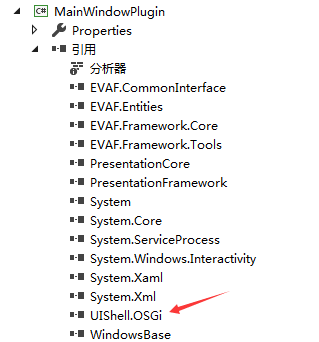 MainWindowPlugin
Properties
引用
分析器
EVAF.CommonInterface
EVAF.Entities
EVAF.Framework.Core
EVAF.Framework.Tools
PresentationCore
PresentationFramework
System
System.Core
System.ServiceProcess
System.Windows.Interactivity
System.Xaml
System.Xml
UIShell.OSGi
WindowsBase